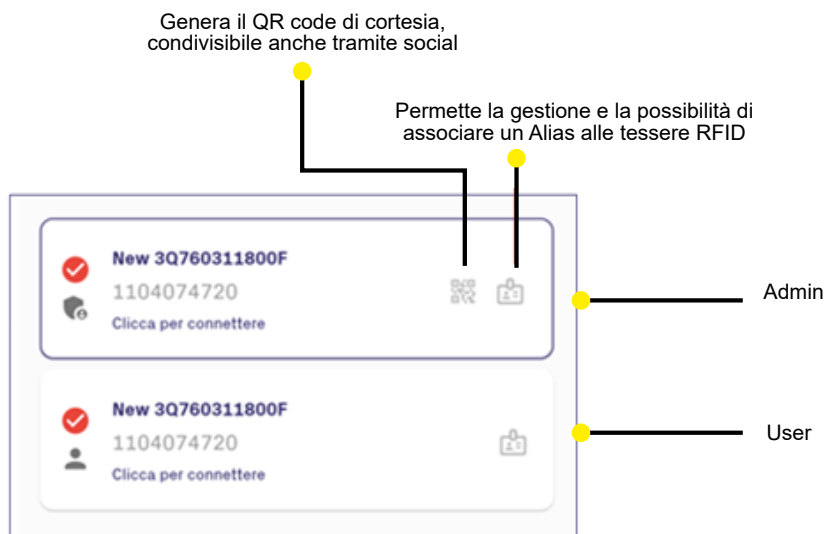 Genera il QR code di cortesia,
condivisibile anche tramite social
Permette la gestione e la possibilità di
associare un Alias alle tessere RFID
New 3Q760311800F
1104074720
Clicca per connettere
Admin
New 3Q760311800F
1104074720
Clicca per connettere
User